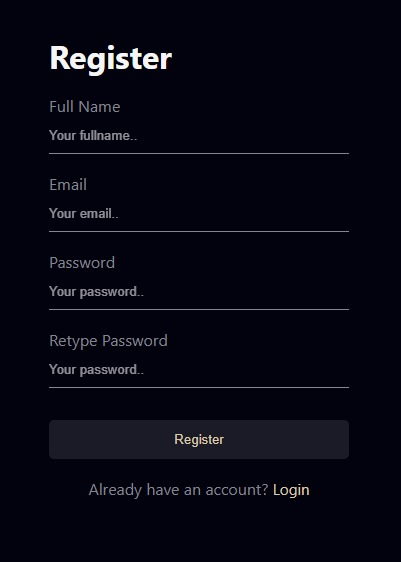 Register
Full Name
Your fullname..
Email
Your email..
Password
Your password..
Retype Password
Your password..
Register
Already have an account? Login